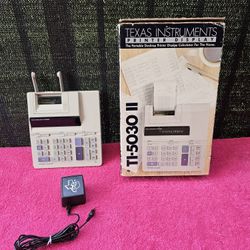 TEXAS INSTRUMENTS
PRINTER DISPLAY
The Portable Desktop Printer Display Calculator For The Home
TI-5030 II